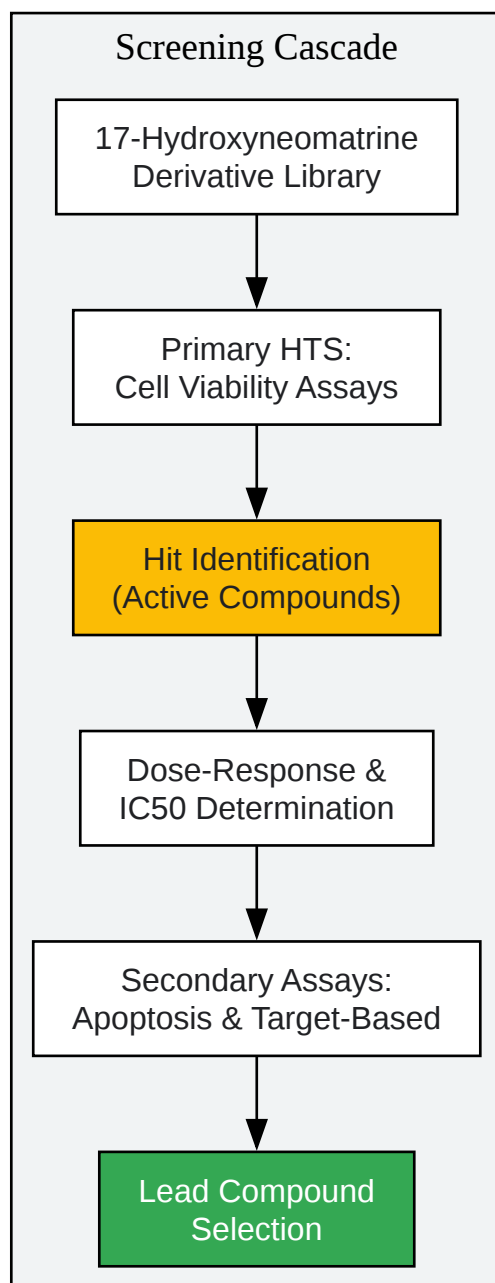 Screening Cascade
17-Hydroxyneomatrine
Derivative Library
Primary HTS:
Cell Viability Assays
Hit Identification
(Active Compounds)
Dose-Response &
IC50 Determination
Secondary Assays:
Apoptosis & Target-Based
Lead Compound
Selection